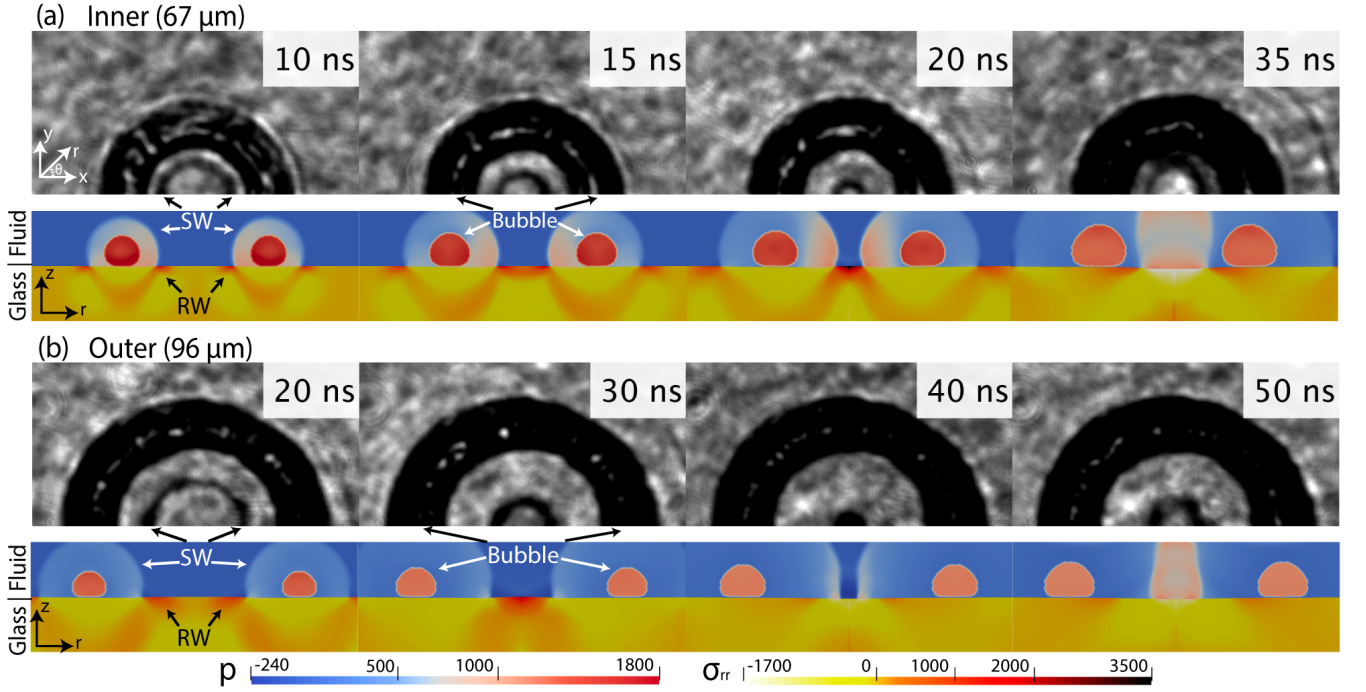 (a) Inner (67 μm)
10 ns
15 ns
20 ns
35 ns
y
r
θ
x
SW
Bubble
Glass | Fluid
z
r
RW
(b) Outer (96 μm)
20 ns
30 ns
40 ns
50 ns
SW
Bubble
Glass | Fluid
z
r
RW
p -240 500 1000 1800
σrr -1700 0 1000 2000 3500